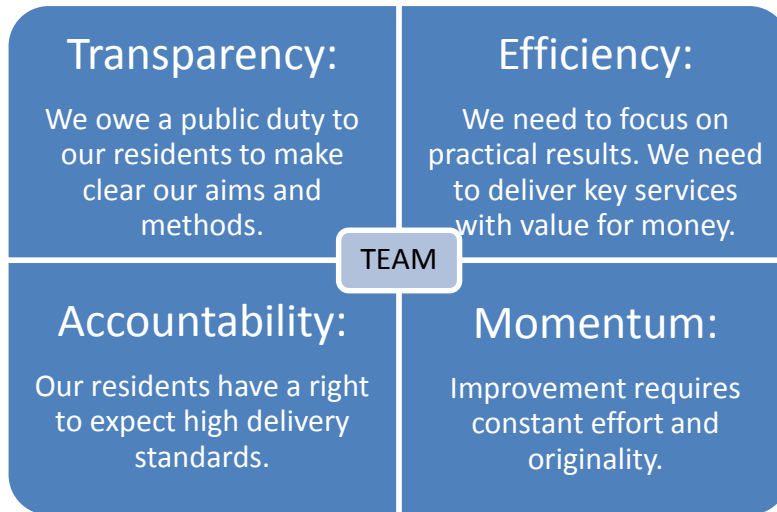 Transparency:
We owe a public duty to
our residents to make
clear our aims and
methods.
Efficiency:
We need to focus on
practical results. We need
to deliver key services
with value for money.
TEAM
Accountability:
Our residents have a right
to expect high delivery
standards.
Momentum:
Improvement requires
constant effort and
originality.